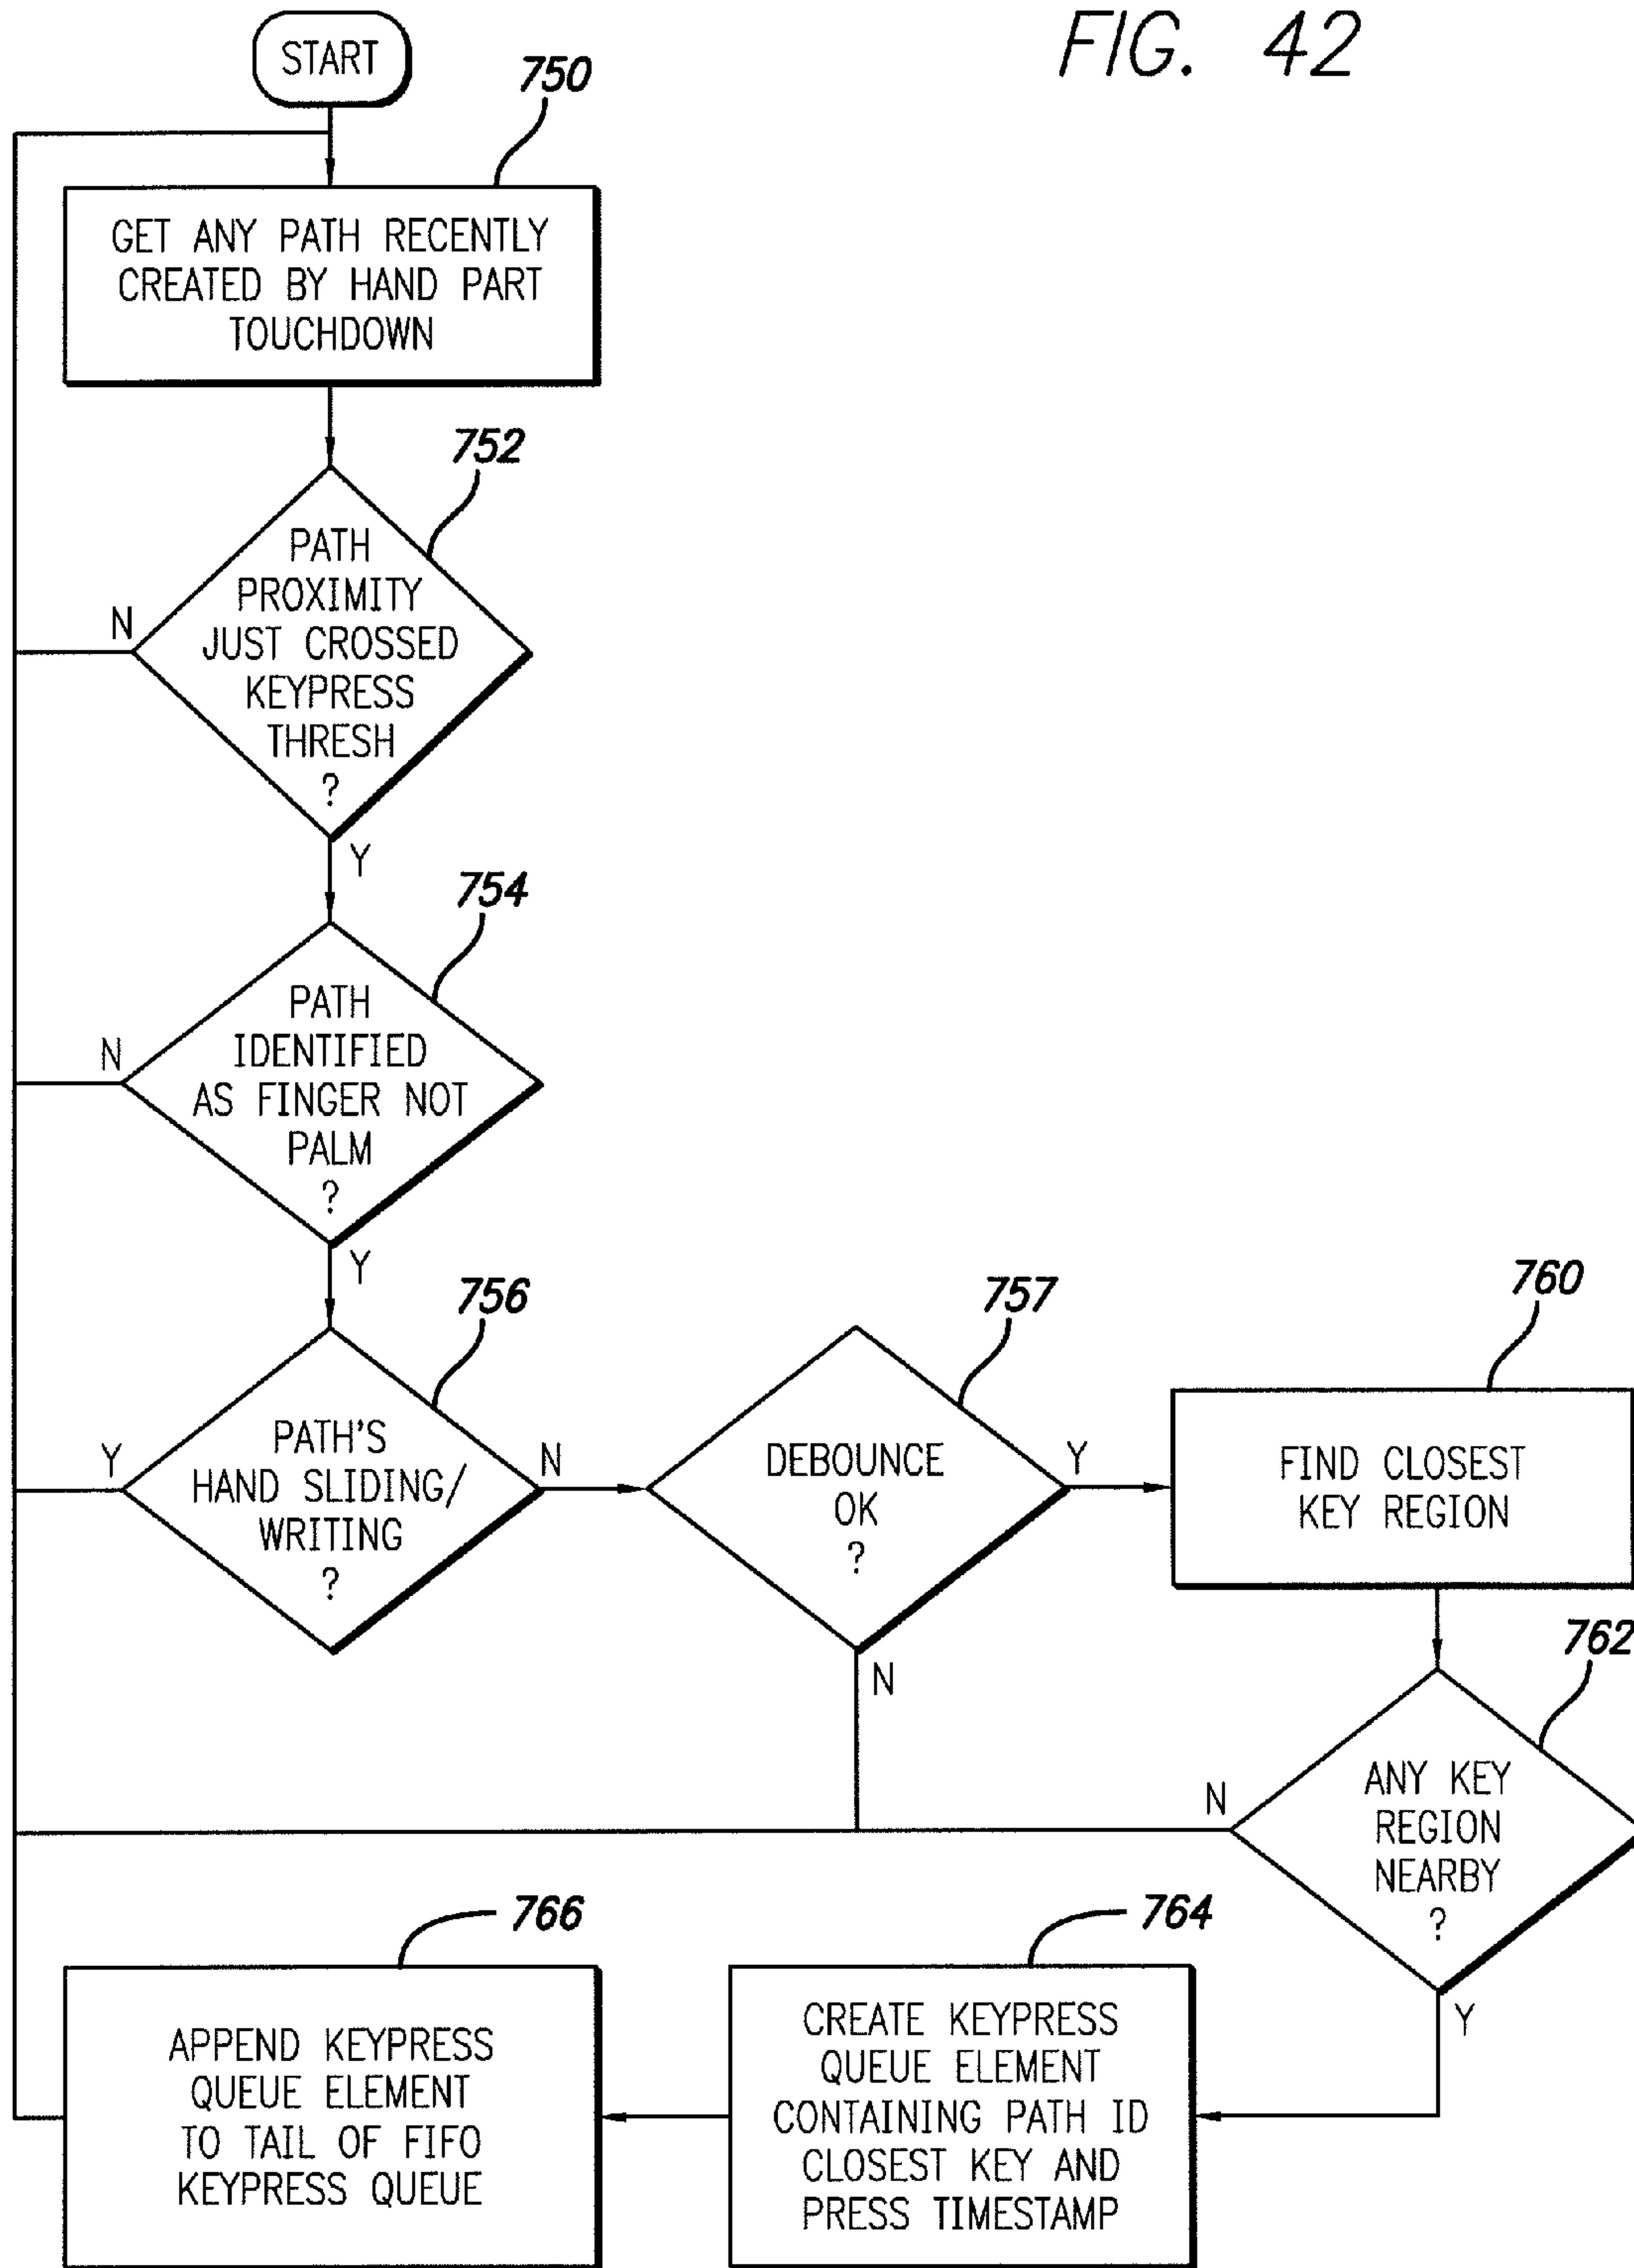 FIG. 42
START
750
GET ANY PATH RECENTLY
CREATED BY HAND PART
TOUCHDOWN
752
PATH
PROXIMITY
JUST CROSSED
KEYPRESS
THRESH
?
N
Y
754
PATH
IDENTIFIED
AS FINGER NOT
PALM
?
N
Y
756
PATH'S
HAND SLIDING/
WRITING
?
Y
N
757
DEBOUNCE
OK
?
Y
N
760
FIND CLOSEST
KEY REGION
762
ANY KEY
REGION
NEARBY
?
N
Y
764
CREATE KEYPRESS
QUEUE ELEMENT
CONTAINING PATH ID
CLOSEST KEY AND
PRESS TIMESTAMP
766
APPEND KEYPRESS
QUEUE ELEMENT
TO TAIL OF FIFO
KEYPRESS QUEUE